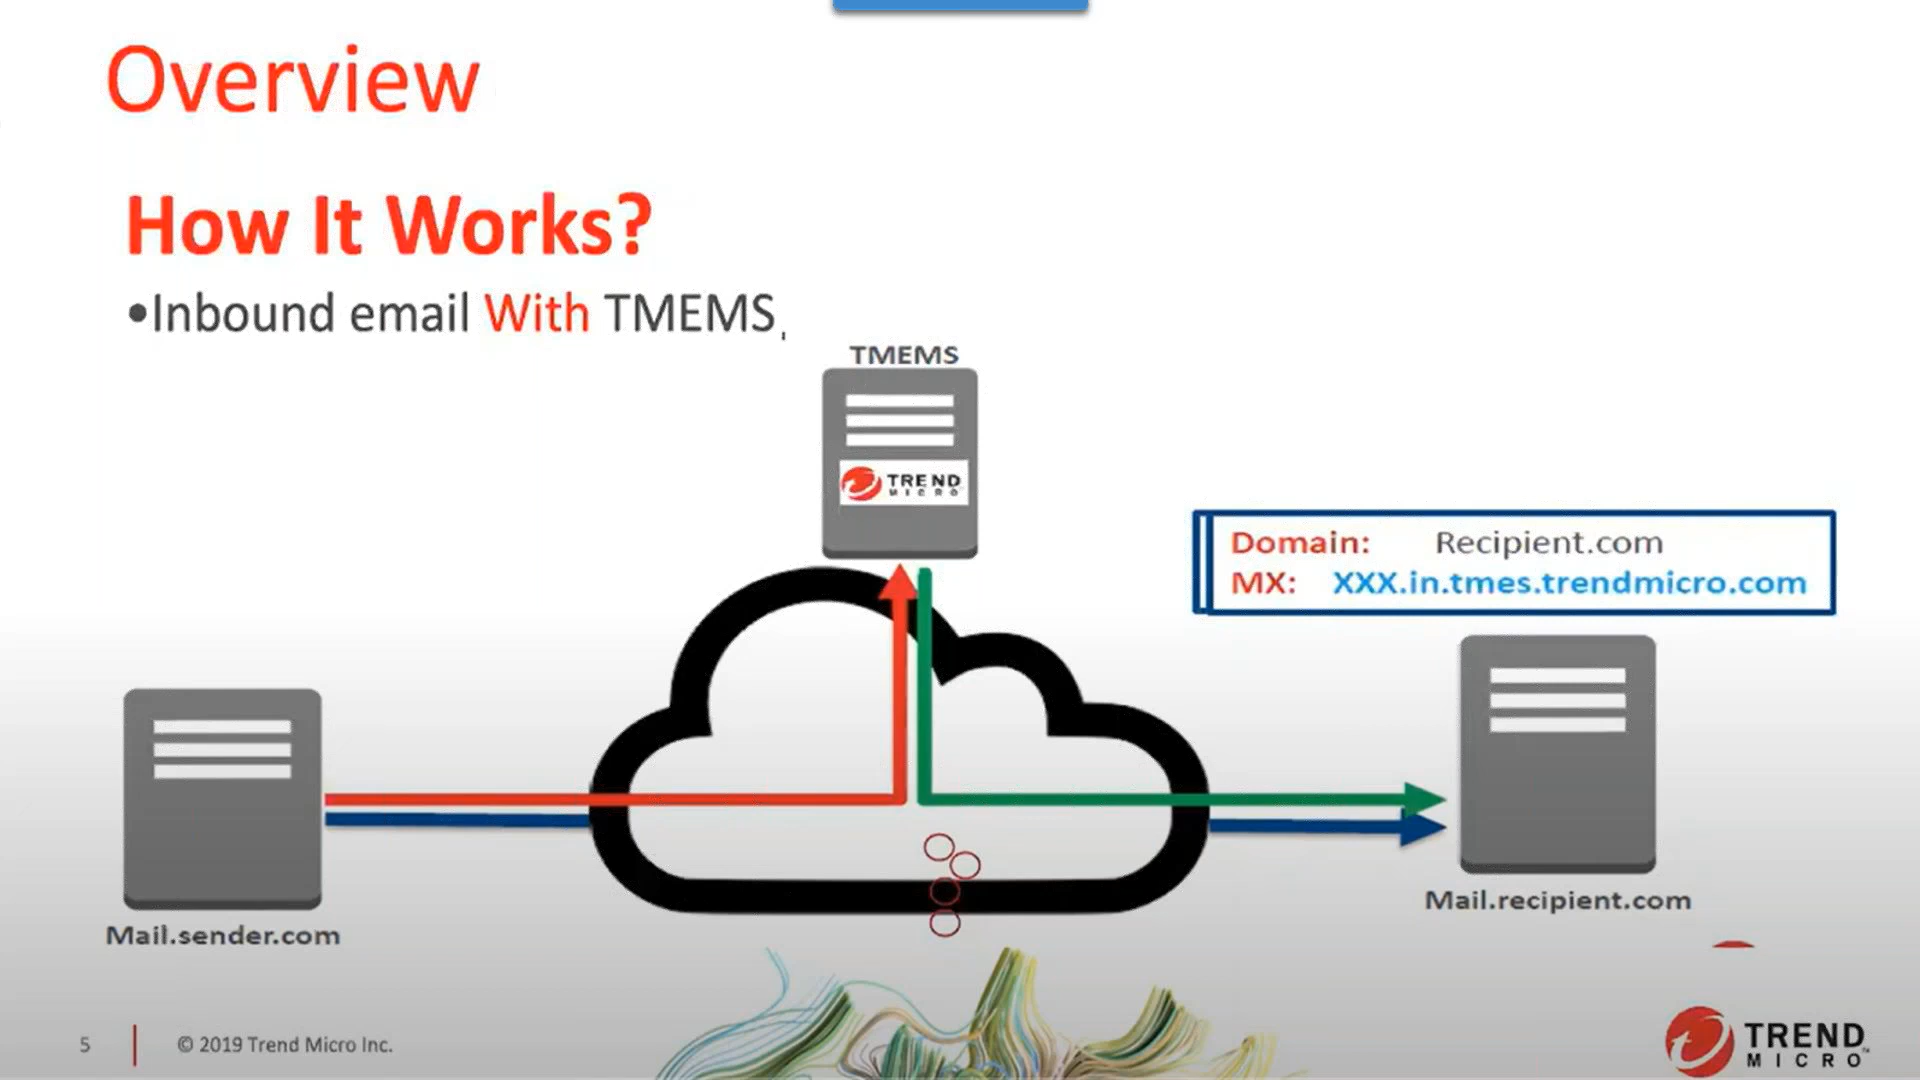 Overview
How It Works?
•Inbound email With TMEMS
TMEMS
TREND
MICRO
Domain: Recipient.com
MX: XXX.in.tmes.trendmicro.com
Mail.recipient.com
Mail.sender.com
5
© 2019 Trend Micro Inc.
TREND
MICRO™